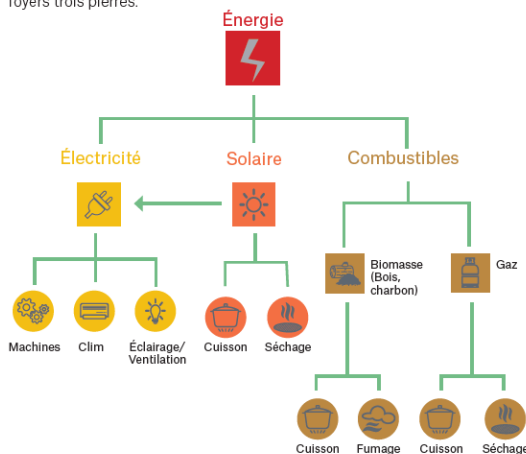 foyers trois pierres.
Énergie
Électricité
Solaire
Combustibles
Biomasse
(Bois,
charbon)
Gaz
Machines
Clim
Éclairage/
Ventilation
Cuisson
Séchage
Cuisson
Fumage
Cuisson
Séchage